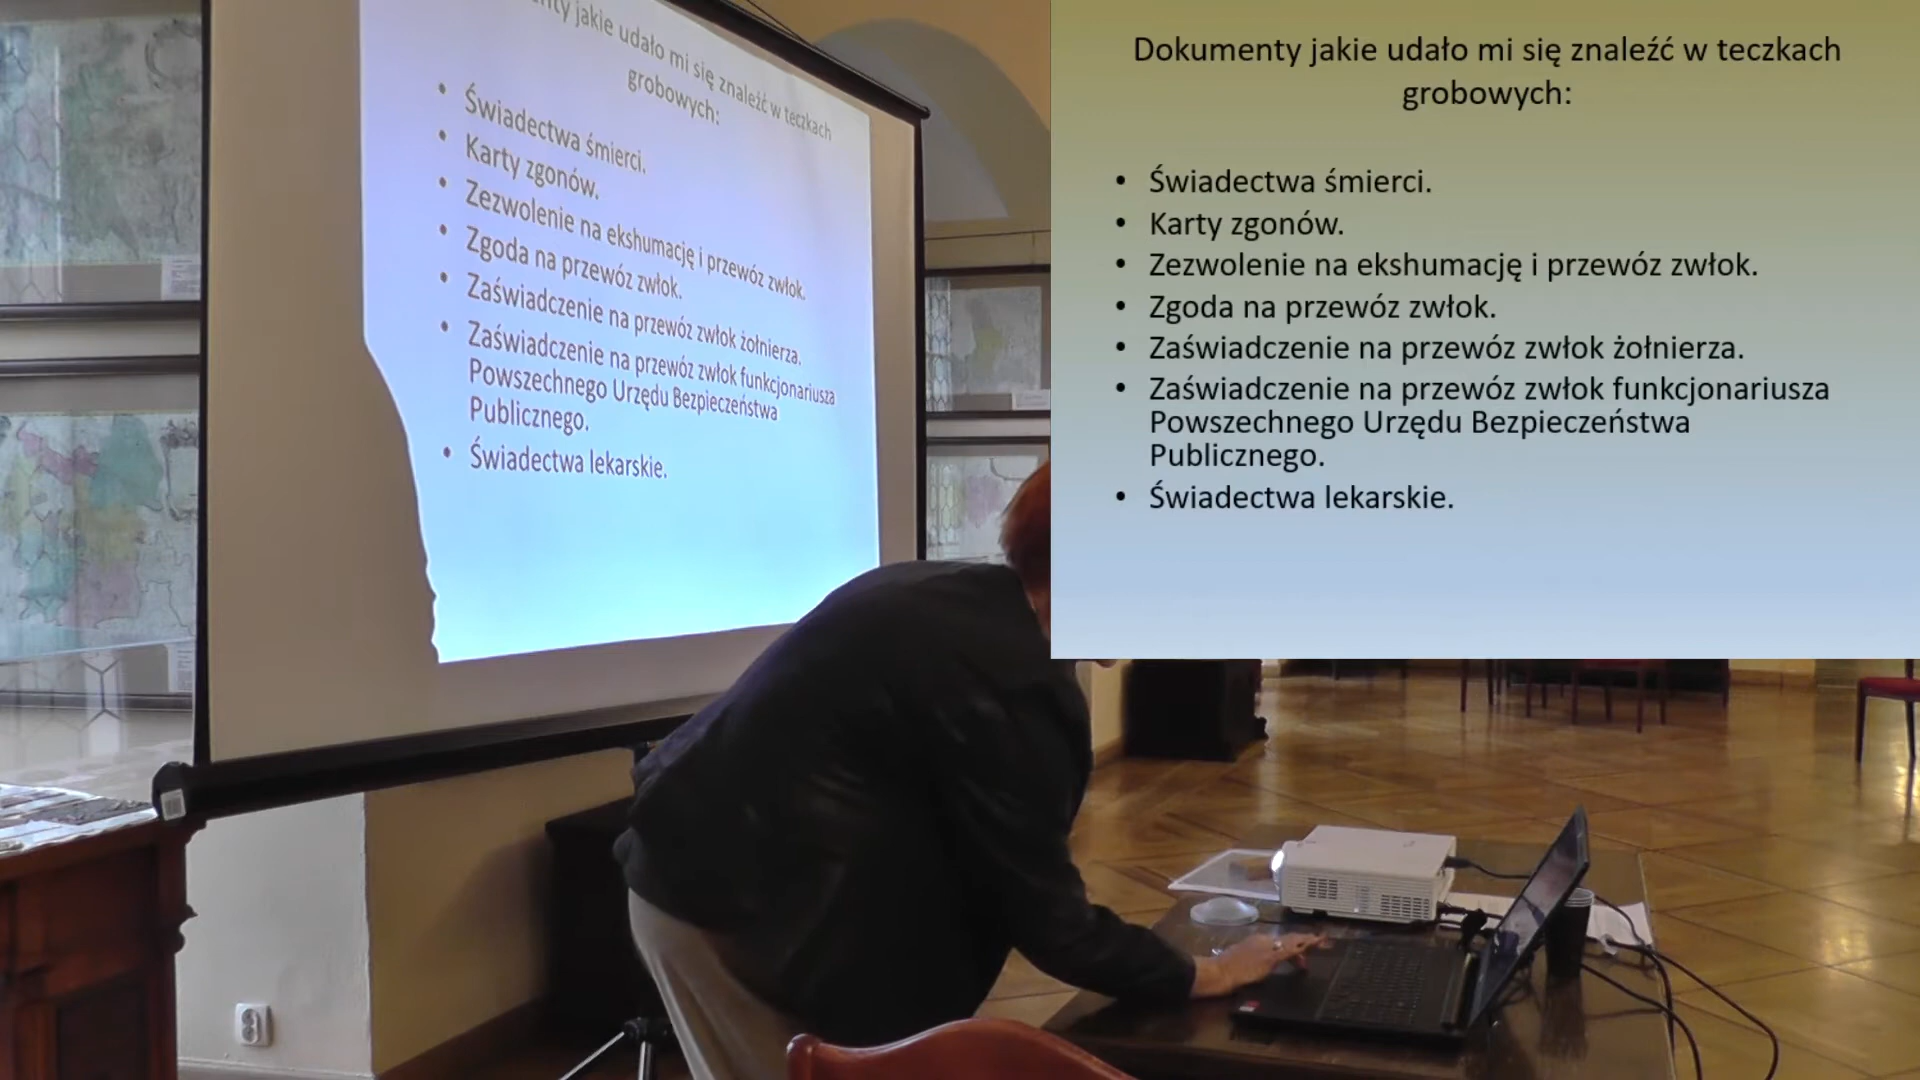 nty jakie udało mi się znaleźć w teczkach
grobowych:
• Świadectwa śmierci.
• Karty zgonów.
• Zezwolenie na ekshumację i przewóz zwłok.
• Zgoda na przewóz zwłok.
• Zaświadczenie na przewóz zwłok żołnierza.
• Zaświadczenie na przewóz zwłok funkcjonariusza
Powszechnego Urzędu Bezpieczeństwa
Publicznego.
• Świadectwa lekarskie.
Dokumenty jakie udało mi się znaleźć w teczkach
grobowych:
• Świadectwa śmierci.
• Karty zgonów.
• Zezwolenie na ekshumację i przewóz zwłok.
• Zgoda na przewóz zwłok.
• Zaświadczenie na przewóz zwłok żołnierza.
• Zaświadczenie na przewóz zwłok funkcjonariusza
Powszechnego Urzędu Bezpieczeństwa
Publicznego.
• Świadectwa lekarskie.